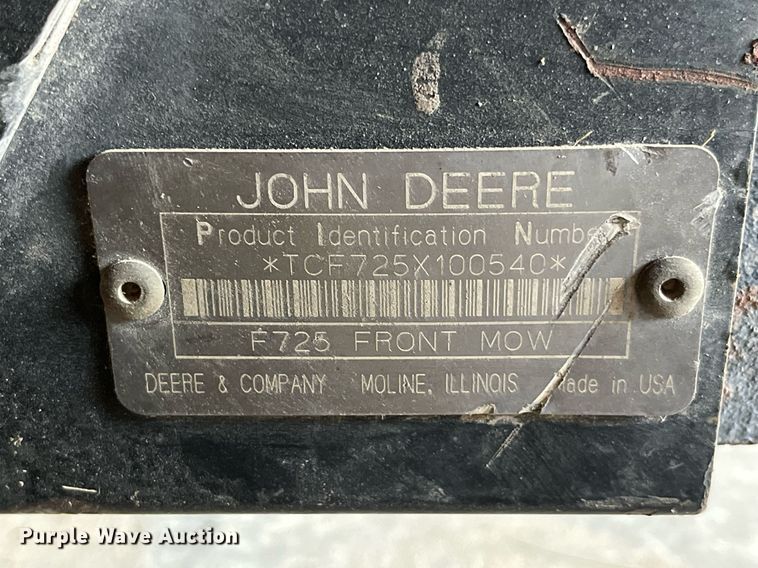 JOHN DEERE
Product Identification Number
*TCF725X100540*
F725 FRONT MOW
DEERE & COMPANY MOLINE, ILLINOIS Made in USA
Purple Wave Auction